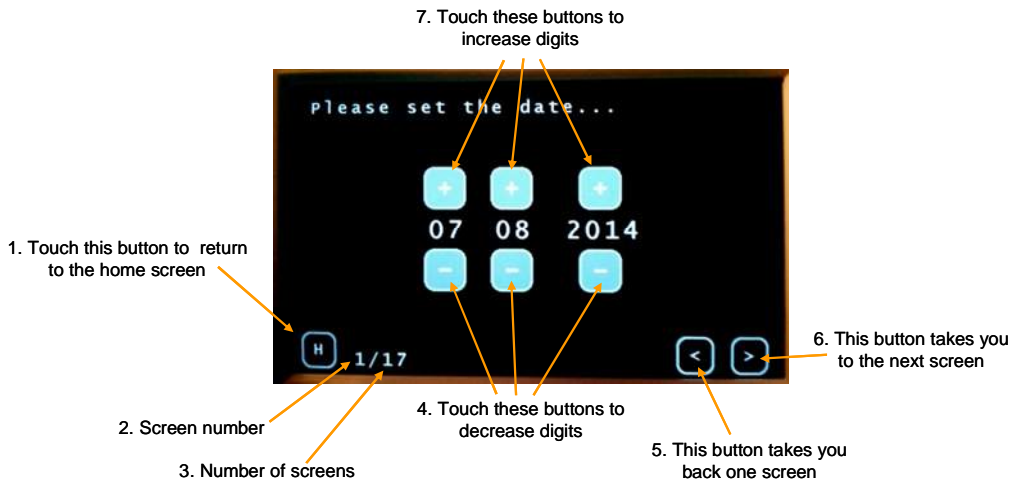 7. Touch these buttons to
increase digits
Please set the date...
+ + +
07 08 2014
- - -
1. Touch this button to return
to the home screen
H 1/17 < >
6. This button takes you
to the next screen
2. Screen number
4. Touch these buttons to
decrease digits
3. Number of screens
5. This button takes you
back one screen